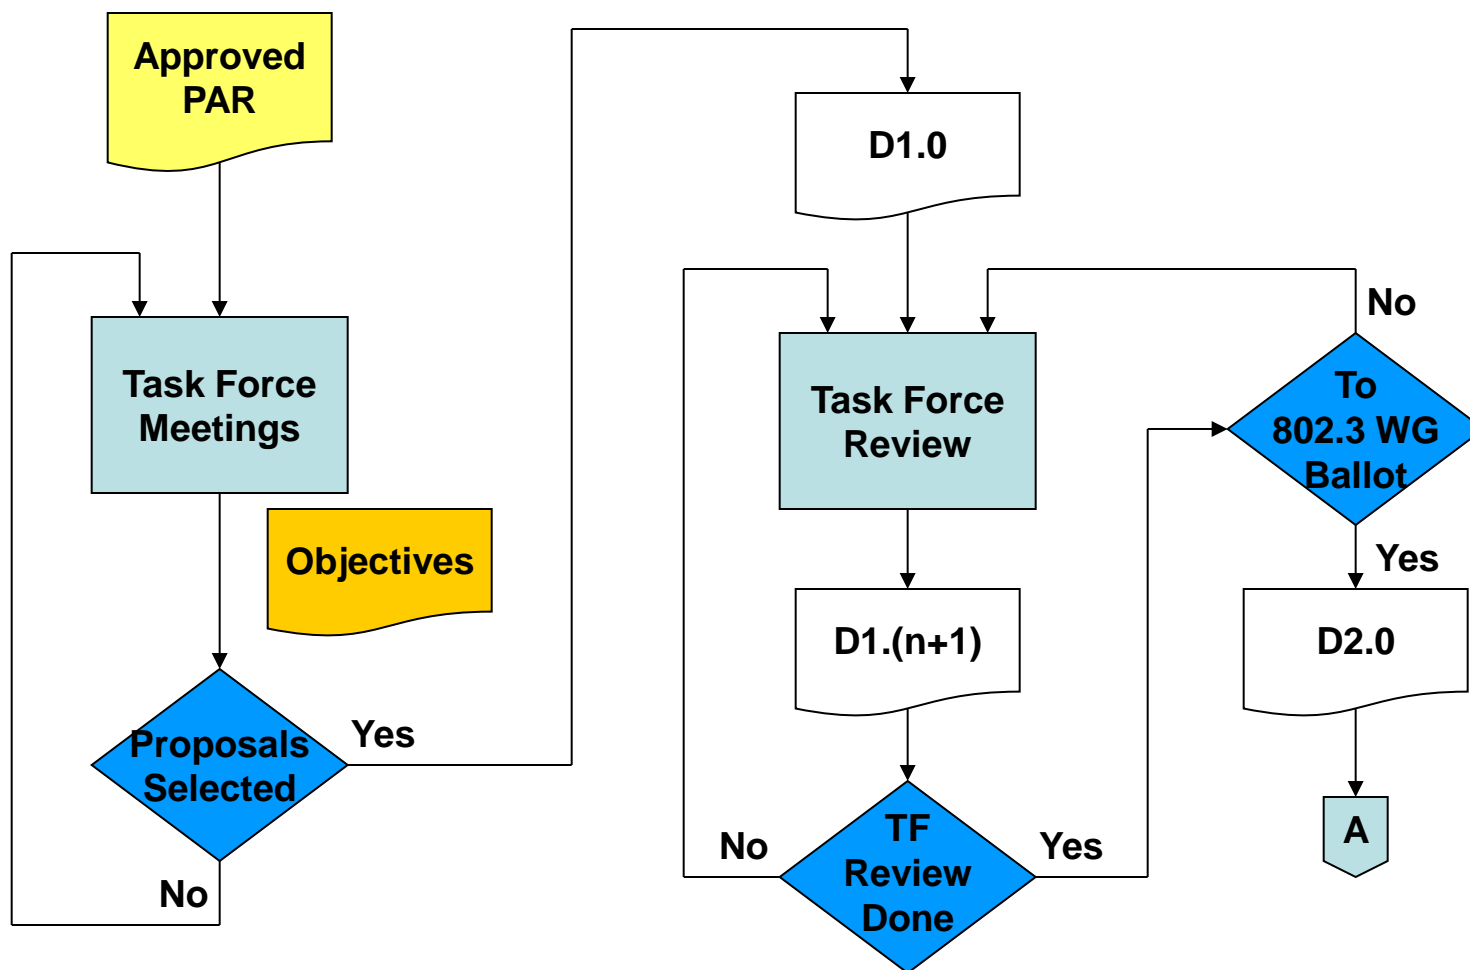 Approved
PAR
Task Force
Meetings
Objectives
Proposals
Selected
Yes
No
D1.0
Task Force
Review
D1.(n+1)
TF
Review
Done
No
Yes
To
802.3 WG
Ballot
No
Yes
D2.0
A